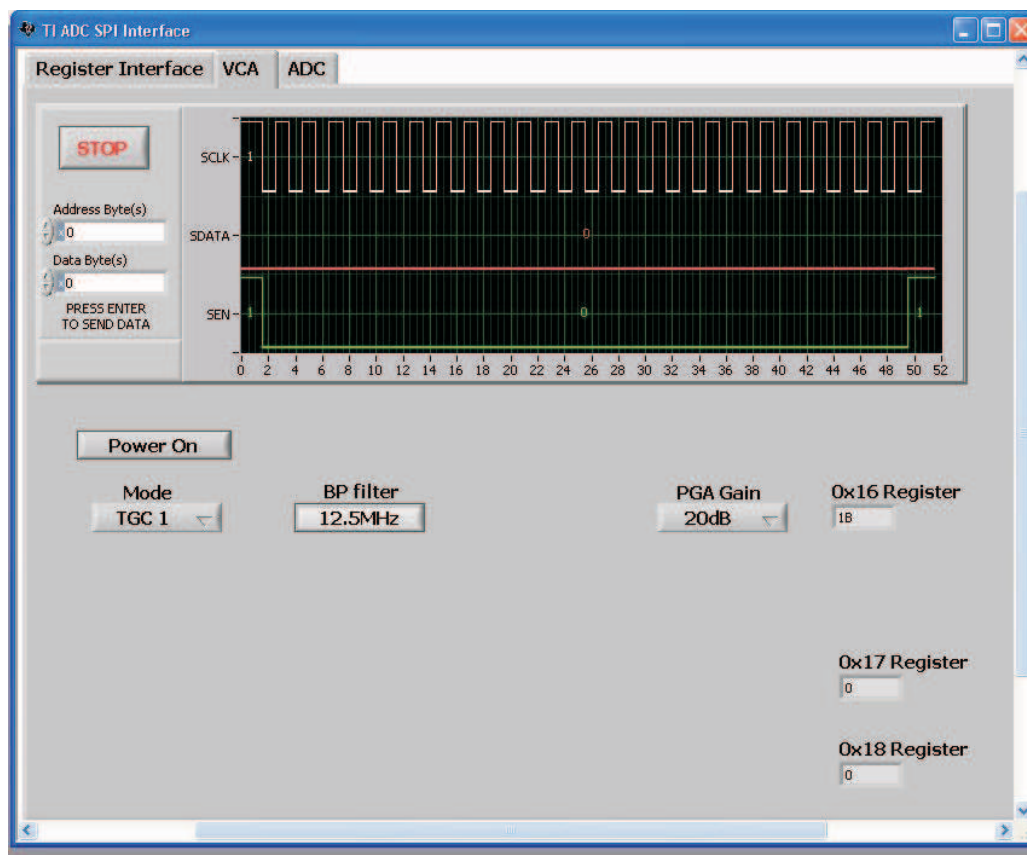 TI ADC SPI Interface
Register Interface VCA ADC
STOP
Address Byte(s)
x0
Data Byte(s)
x0
PRESS ENTER
TO SEND DATA
SCLK 1
SDATA 0
SEN 1 0 1
0 2 4 6 8 10 12 14 16 18 20 22 24 26 28 30 32 34 36 38 40 42 44 46 48 50 52
Power On
Mode BP filter PGA Gain 0x16 Register
TGC 1 12.5MHz 20dB 1B
0x17 Register
0
0x18 Register
0